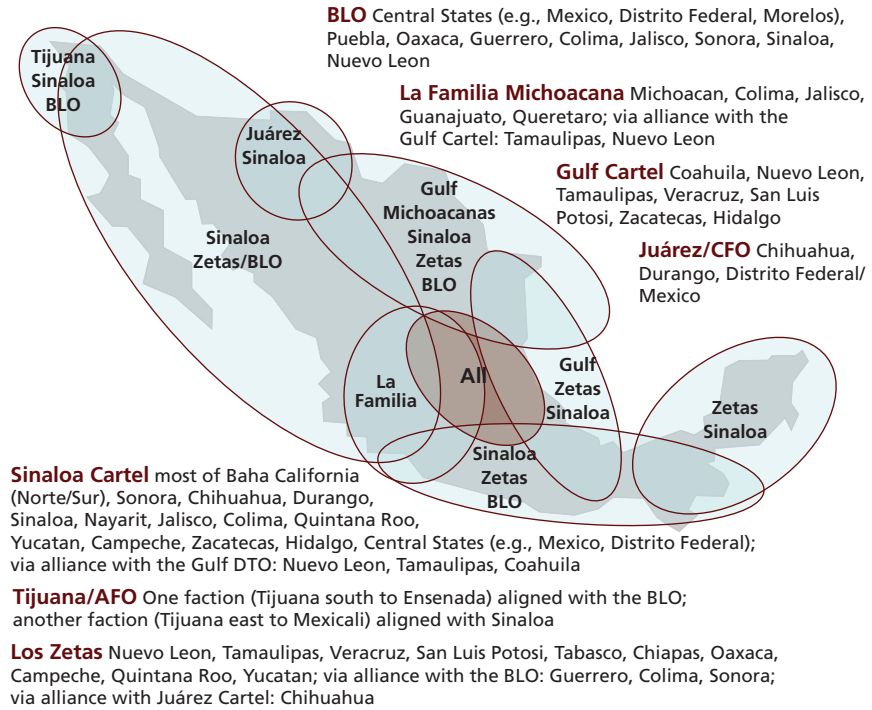 BLO Central States (e.g., Mexico, Distrito Federal, Morelos),
Puebla, Oaxaca, Guerrero, Colima, Jalisco, Sonora, Sinaloa,
Nuevo Leon
La Familia Michoacana Michoacan, Colima, Jalisco,
Guanajuato, Queretaro; via alliance with the
Gulf Cartel: Tamaulipas, Nuevo Leon
Gulf Cartel Coahuila, Nuevo Leon,
Tamaulipas, Veracruz, San Luis
Potosi, Zacatecas, Hidalgo
Juárez/CFO Chihuahua,
Durango, Distrito Federal/
Mexico
Tijuana
Sinaloa
BLO
Juárez
Sinaloa
Gulf
Michoacanas
Sinaloa
Zetas
BLO
Sinaloa
Zetas/BLO
La
Familia
All
Gulf
Zetas
Sinaloa
Zetas
Sinaloa
Sinaloa
Zetas
BLO
Sinaloa Cartel most of Baha California
(Norte/Sur), Sonora, Chihuahua, Durango,
Sinaloa, Nayarit, Jalisco, Colima, Quintana Roo,
Yucatan, Campeche, Zacatecas, Hidalgo, Central States (e.g., Mexico, Distrito Federal);
via alliance with the Gulf DTO: Nuevo Leon, Tamaulipas, Coahuila
Tijuana/AFO One faction (Tijuana south to Ensenada) aligned with the BLO;
another faction (Tijuana east to Mexicali) aligned with Sinaloa
Los Zetas Nuevo Leon, Tamaulipas, Veracruz, San Luis Potosi, Tabasco, Chiapas, Oaxaca,
Campeche, Quintana Roo, Yucatan; via alliance with the BLO: Guerrero, Colima, Sonora;
via alliance with Juárez Cartel: Chihuahua